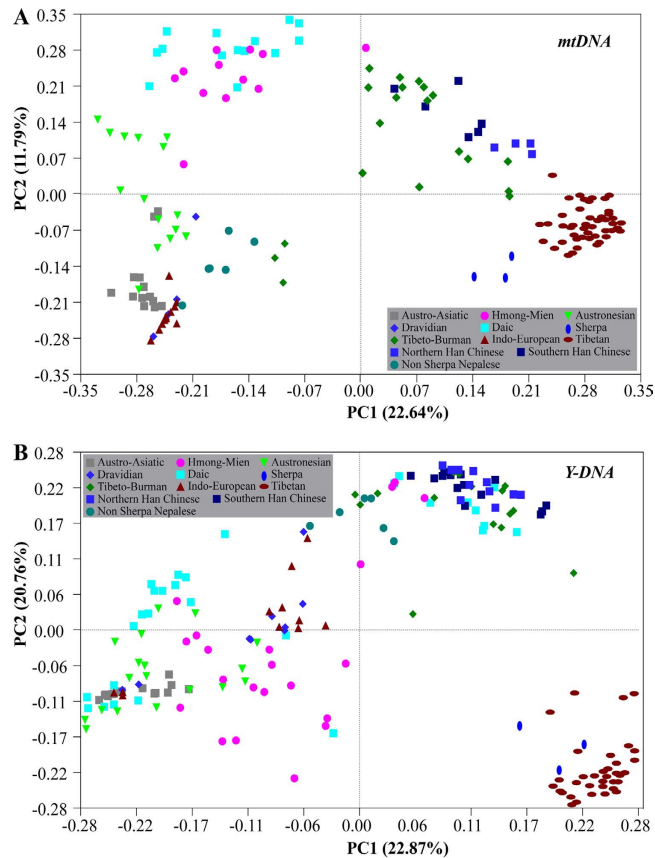 A
mtDNA
PC2 (11.79%)
0.35
0.28
0.21
0.14
0.07
0.00
-0.07
-0.14
-0.21
-0.28
-0.35
Austro-Asiatic Hmong-Mien Austronesian
Dravidian Daic Sherpa
Tibeto-Burman Indo-European Tibetan
Northern Han Chinese Southern Han Chinese
Non Sherpa Nepalese
-0.35 -0.28 -0.21 -0.14 -0.07 0.00 0.07 0.14 0.21 0.28 0.35
PC1 (22.64%)
B
Y-DNA
PC2 (20.76%)
0.28
0.22
0.17
0.11
0.06
0.00
-0.06
-0.11
-0.17
-0.22
-0.28
Austro-Asiatic Hmong-Mien Austronesian
Dravidian Daic Sherpa
Tibeto-Burman Indo-European Tibetan
Northern Han Chinese Southern Han Chinese
Non Sherpa Nepalese
-0.28 -0.22 -0.17 -0.11 -0.06 0.00 0.06 0.11 0.17 0.22 0.28
PC1 (22.87%)